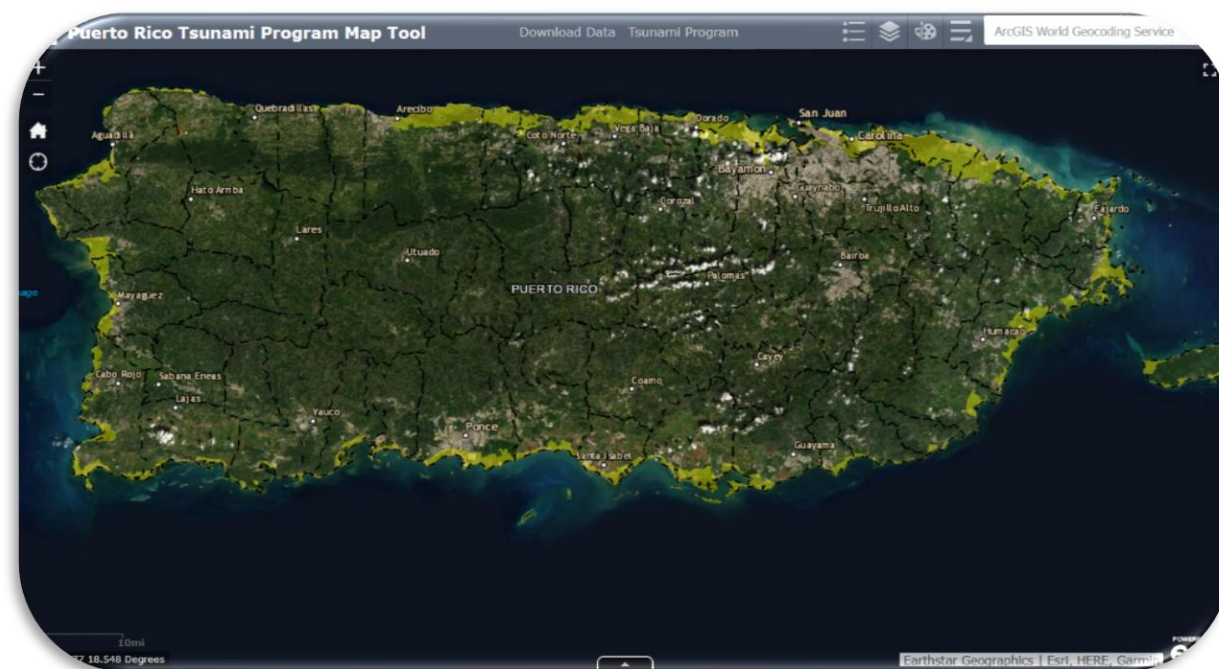 Puerto Rico Tsunami Program Map Tool
Download Data Tsunami Program
ArcGIS World Geocoding Service
Quebradillas
Arecibo
San Juan
Aguadilla
Coto Norte
Vega Baja
Dorado
Carolina
Bayamon
Hato Arriba
Guaynabo
Corozal
Trujillo Alto
Fajardo
Lares
Utuado
Bairoa
Palomas
PUERTO RICO
Mayaguez
Humacao
Cayey
Cabo Rojo
Sabana Eneas
Coamo
Lajas
Yauco
Ponce
Guayama
Santa Isabel
10mi
18.548 Degrees
Earthstar Geographics | Esri, HERE, Garmin